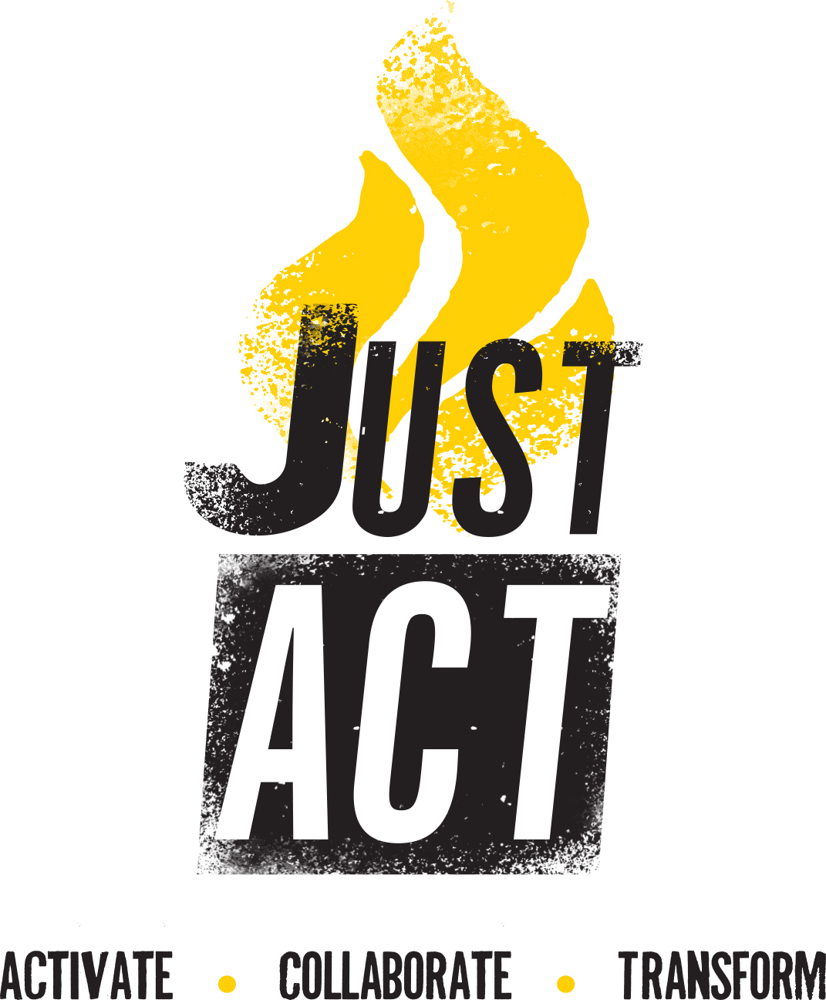 JUST
ACT
ACTIVATE • COLLABORATE • TRANSFORM